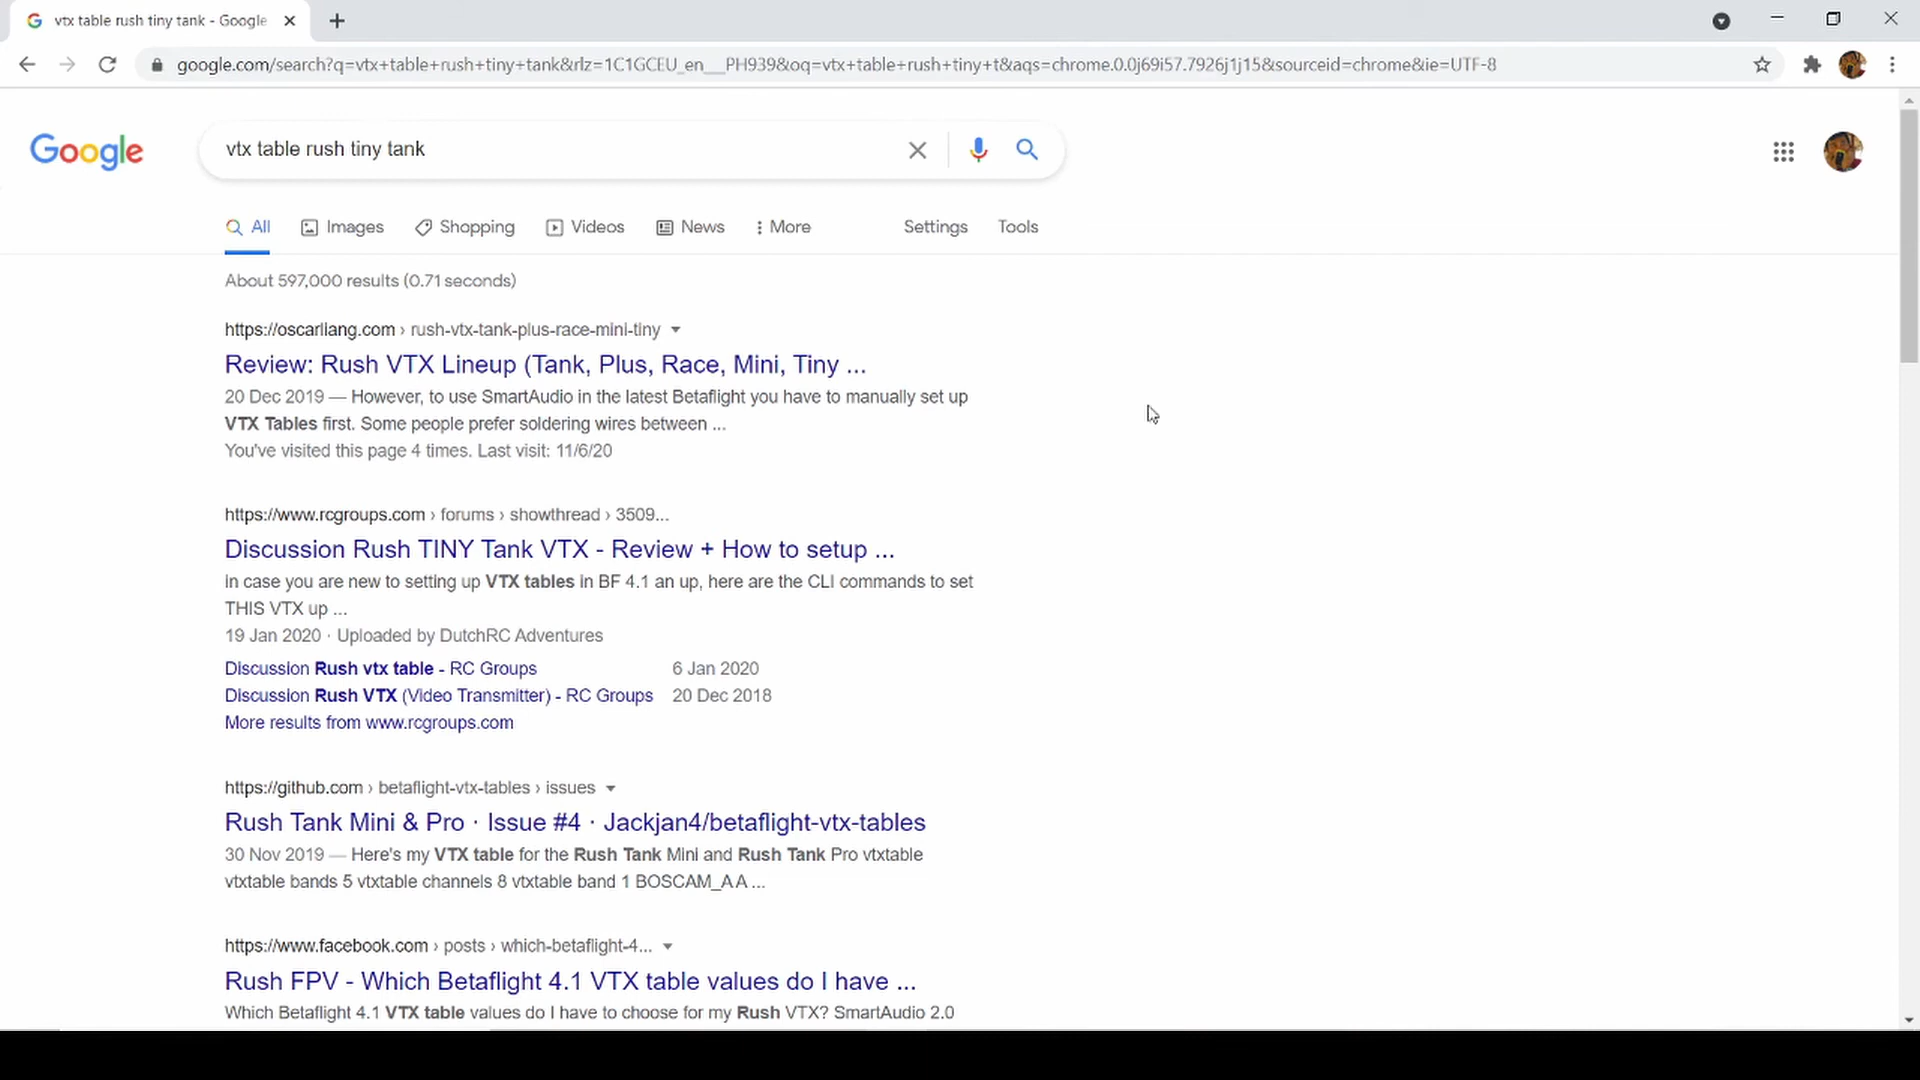 vtx table rush tiny tank - Google
google.com/search?q=vtx+table+rush+tiny+tank&rlz=1C1GCEU_en__PH939&oq=vtx+table+rush+tiny+t&aqs=chrome.0.0j69i57.7926j1j15&sourceid=chrome&ie=UTF-8
Google
vtx table rush tiny tank
All Images Shopping Videos News More Settings Tools
About 597,000 results (0.71 seconds)
https://oscarliang.com › rush-vtx-tank-plus-race-mini-tiny
Review: Rush VTX Lineup (Tank, Plus, Race, Mini, Tiny ...
20 Dec 2019 — However, to use SmartAudio in the latest Betaflight you have to manually set up
VTX Tables first. Some people prefer soldering wires between ...
You've visited this page 4 times. Last visit: 11/6/20
https://www.rcgroups.com › forums › showthread › 3509...
Discussion Rush TINY Tank VTX - Review + How to setup ...
in case you are new to setting up VTX tables in BF 4.1 an up, here are the CLI commands to set
THIS VTX up ...
19 Jan 2020 · Uploaded by DutchRC Adventures
Discussion Rush vtx table - RC Groups 6 Jan 2020
Discussion Rush VTX (Video Transmitter) - RC Groups 20 Dec 2018
More results from www.rcgroups.com
https://github.com › betaflight-vtx-tables › issues
Rush Tank Mini & Pro · Issue #4 · Jackjan4/betaflight-vtx-tables
30 Nov 2019 — Here's my VTX table for the Rush Tank Mini and Rush Tank Pro vtxtable
vtxtable bands 5 vtxtable channels 8 vtxtable band 1 BOSCAM_A A ...
https://www.facebook.com › posts › which-betaflight-4...
Rush FPV - Which Betaflight 4.1 VTX table values do I have ...
Which Betaflight 4.1 VTX table values do I have to choose for my Rush VTX? SmartAudio 2.0